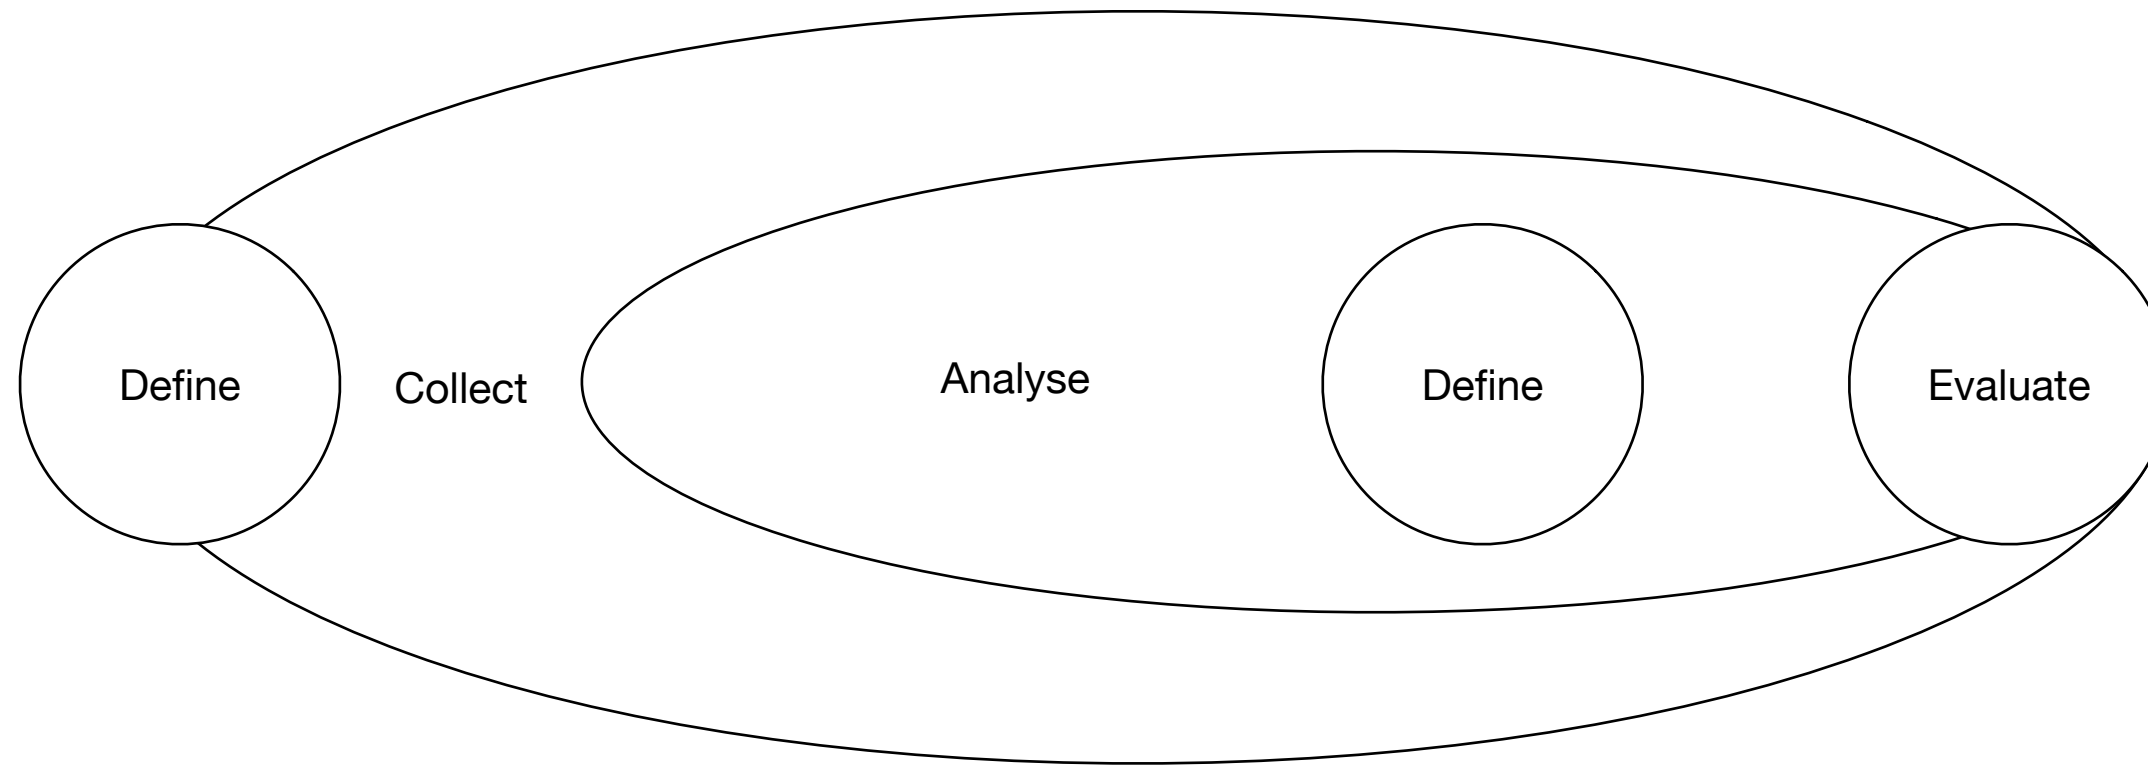 Define
Collect
Analyse
Define
Evaluate